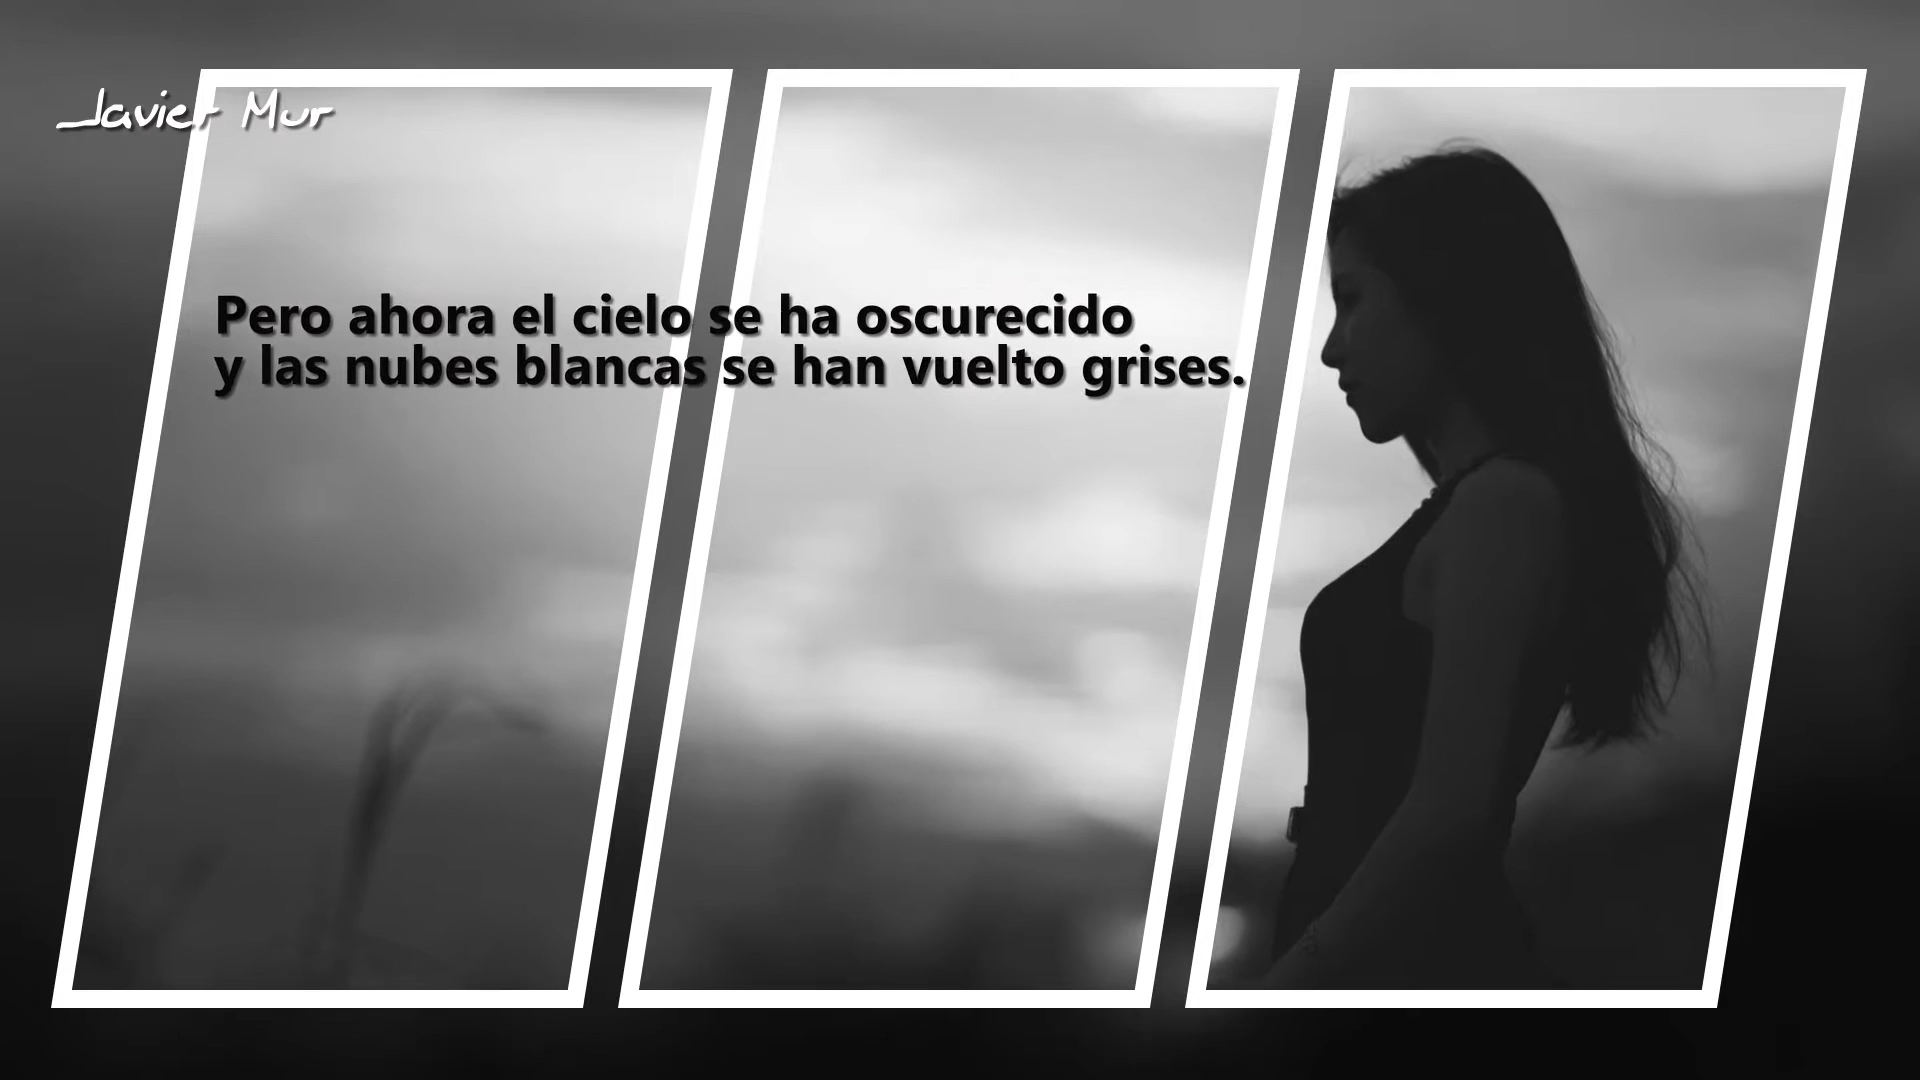 Javier Mur
Pero ahora el cielo se ha oscurecido
y las nubes blancas se han vuelto grises.